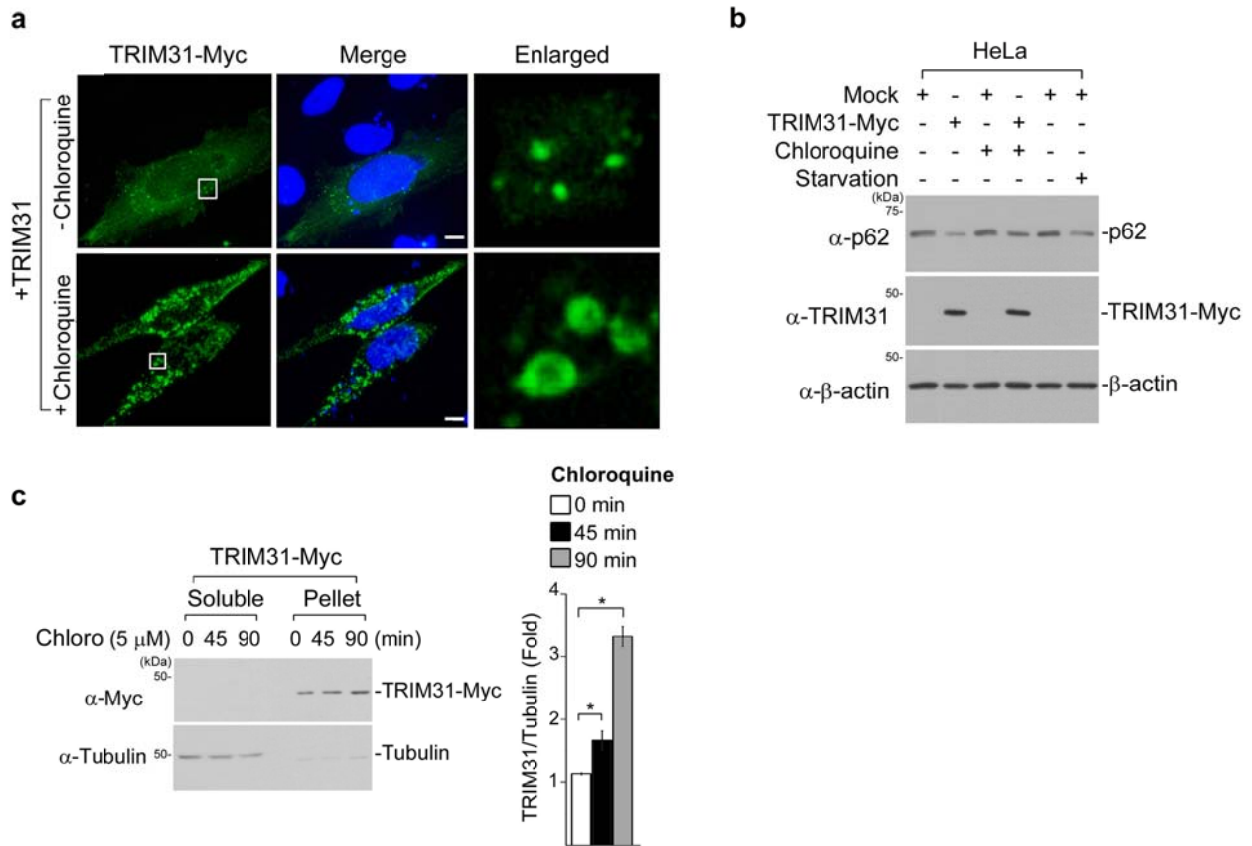 a
TRIM31-Myc Merge Enlarged
+TRIM31
- Chloroquine
+ Chloroquine
b
HeLa
Mock + - + - + +
TRIM31-Myc - + - + - -
Chloroquine - - + + - -
Starvation - - - - - +
(kDa)
75-
α-p62 -p62
50-
α-TRIM31 -TRIM31-Myc
50-
α-β-actin -β-actin
c
TRIM31-Myc
Soluble Pellet
Chloro (5 μM) 0 45 90 0 45 90 (min)
(kDa)
50-
α-Myc -TRIM31-Myc
α-Tubulin 50- -Tubulin
Chloroquine
0 min
45 min
90 min
TRIM31/Tubulin (Fold)
4
3
2
1
*
*